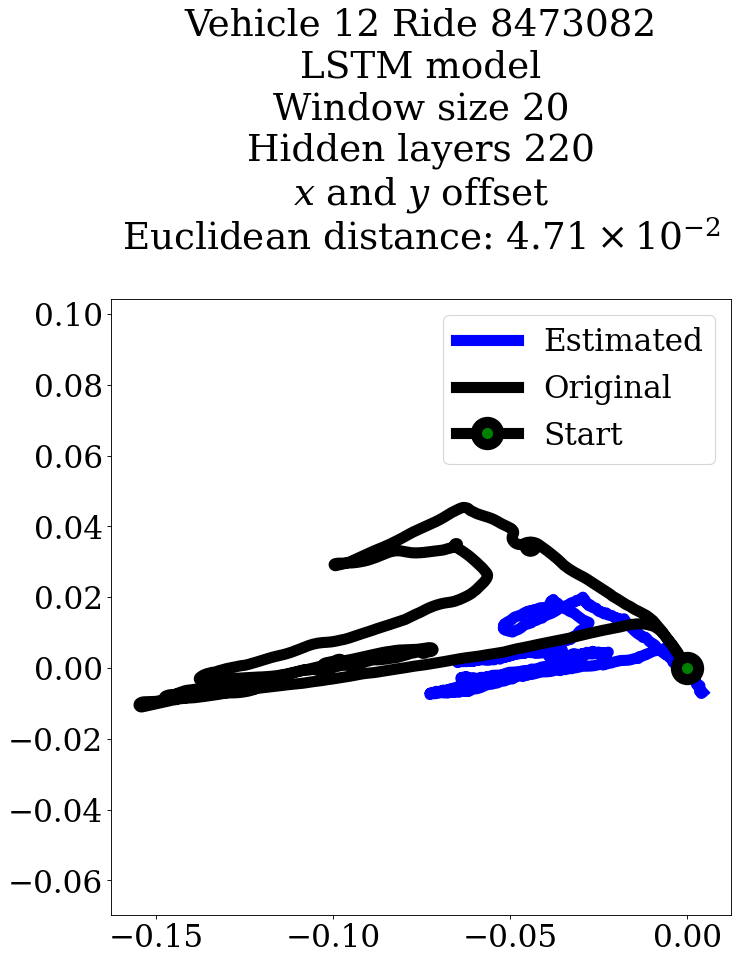 Vehicle 12 Ride 8473082
LSTM model
Window size 20
Hidden layers 220
x and y offset
Euclidean distance: 4.71 × 10⁻²
Estimated
Original
Start
0.10
0.08
0.06
0.04
0.02
0.00
−0.02
−0.04
−0.06
−0.15 −0.10 −0.05 0.00